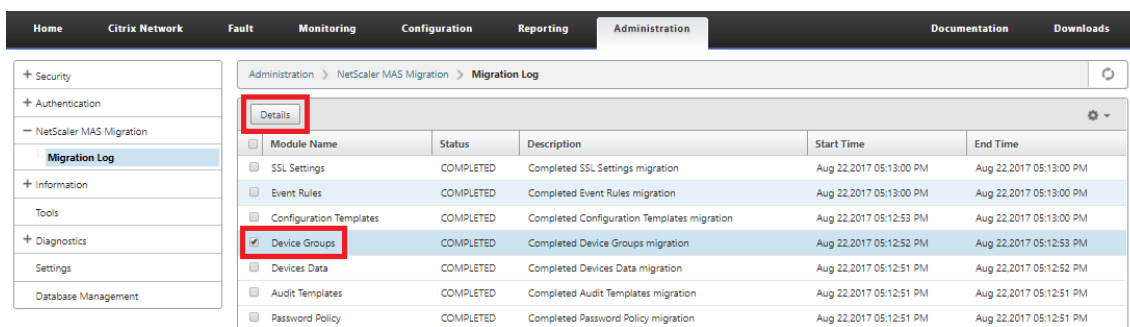 Home Citrix Network Fault Monitoring Configuration Reporting Administration Documentation Downloads
+ Security
+ Authentication
− NetScaler MAS Migration
Migration Log
+ Information
Tools
+ Diagnostics
Settings
Database Management
Administration > NetScaler MAS Migration > Migration Log
Details
Module Name Status Description Start Time End Time
SSL Settings COMPLETED Completed SSL Settings migration Aug 22,2017 05:13:00 PM Aug 22,2017 05:13:00 PM
Event Rules COMPLETED Completed Event Rules migration Aug 22,2017 05:13:00 PM Aug 22,2017 05:13:00 PM
Configuration Templates COMPLETED Completed Configuration Templates migration Aug 22,2017 05:12:53 PM Aug 22,2017 05:13:00 PM
Device Groups COMPLETED Completed Device Groups migration Aug 22,2017 05:12:52 PM Aug 22,2017 05:12:53 PM
Devices Data COMPLETED Completed Devices Data migration Aug 22,2017 05:12:51 PM Aug 22,2017 05:12:52 PM
Audit Templates COMPLETED Completed Audit Templates migration Aug 22,2017 05:12:51 PM Aug 22,2017 05:12:51 PM
Password Policy COMPLETED Completed Password Policy migration Aug 22,2017 05:12:51 PM Aug 22,2017 05:12:51 PM